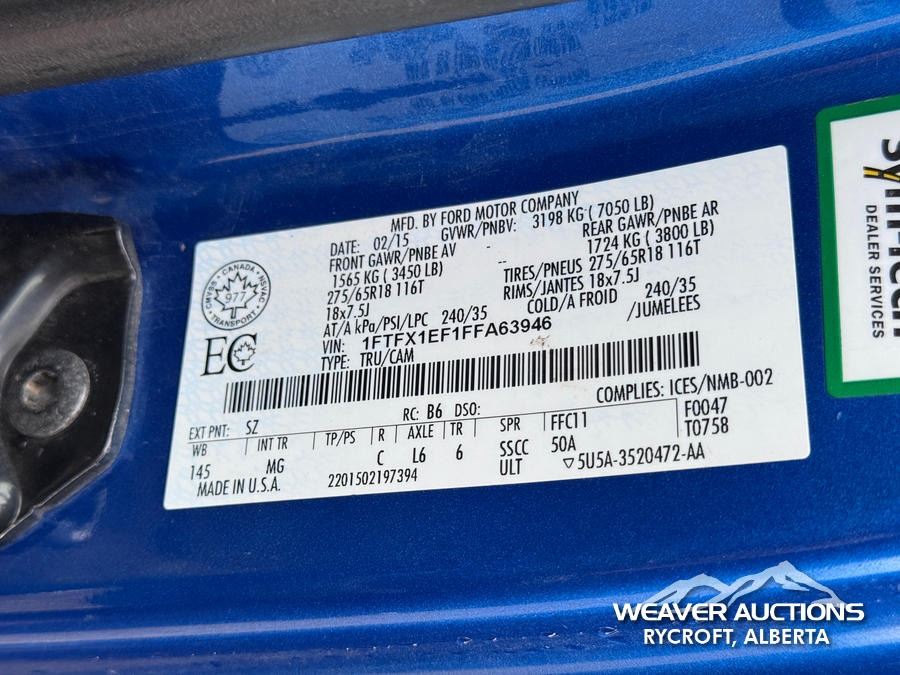 MFD. BY FORD MOTOR COMPANY
DATE: 02/15 GVWR/PNBV: 3198 KG ( 7050 LB)
FRONT GAWR/PNBE AV - REAR GAWR/PNBE AR
1565 KG ( 3450 LB) -- 1724 KG ( 3800 LB)
275/65R18 116T TIRES/PNEUS 275/65R18 116T
18x7.5J RIMS/JANTES 18x7.5J
AT/A kPa/PSI/LPC 240/35 COLD/A FROID 240/35
VIN: 1FTFX1EF1FFA63946 /JUMELEES
TYPE: TRU/CAM
CANADA
CMVSS NSVAC
977
TRANSPORT
EC
COMPLIES: ICES/NMB-002
EXT PNT: SZ RC: B6 DSO: FFC11 F0047
WB INT TR TP/PS R AXLE TR SPR 50A T0758
145 MG C L6 6 SSCC
ULT
MADE IN U.S.A. 2201502197394 ▽5U5A-3520472-AA
Sym-Tech
DEALER SERVICES
WEAVER AUCTIONS
RYCROFT, ALBERTA